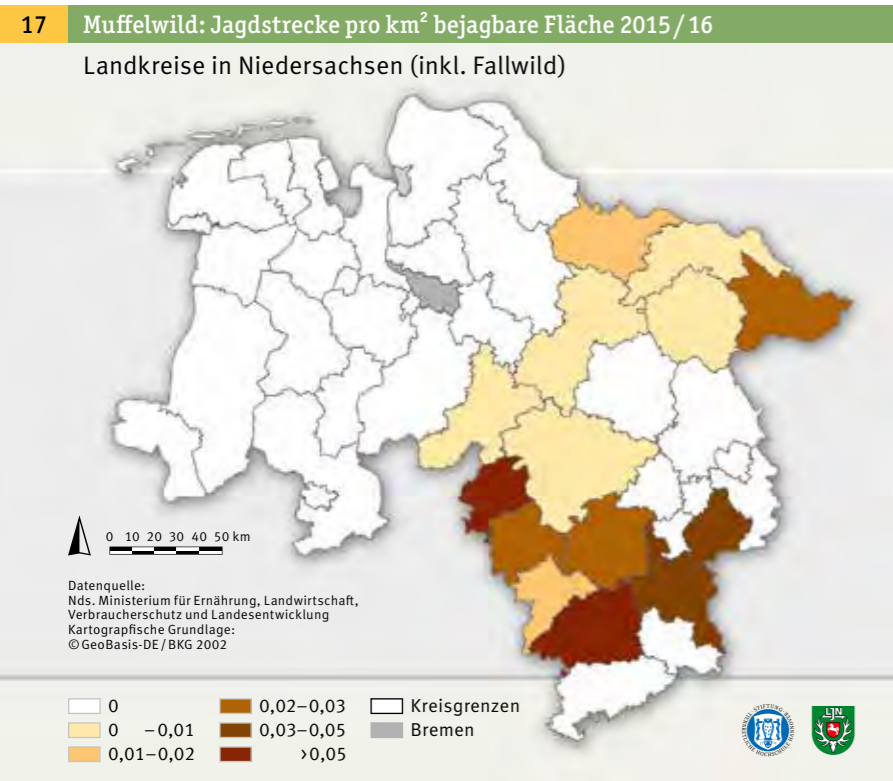 17 Muffelwild: Jagdstrecke pro km² bejagbare Fläche 2015 / 16
Landkreise in Niedersachsen (inkl. Fallwild)
0 10 20 30 40 50 km
Datenquelle:
Nds. Ministerium für Ernährung, Landwirtschaft,
Verbraucherschutz und Landesentwicklung
Kartografische Grundlage:
© GeoBasis-DE / BKG 2002
0
0 –0,01
0,01–0,02
0,02–0,03
0,03–0,05
>0,05
Kreisgrenzen
Bremen
LJN